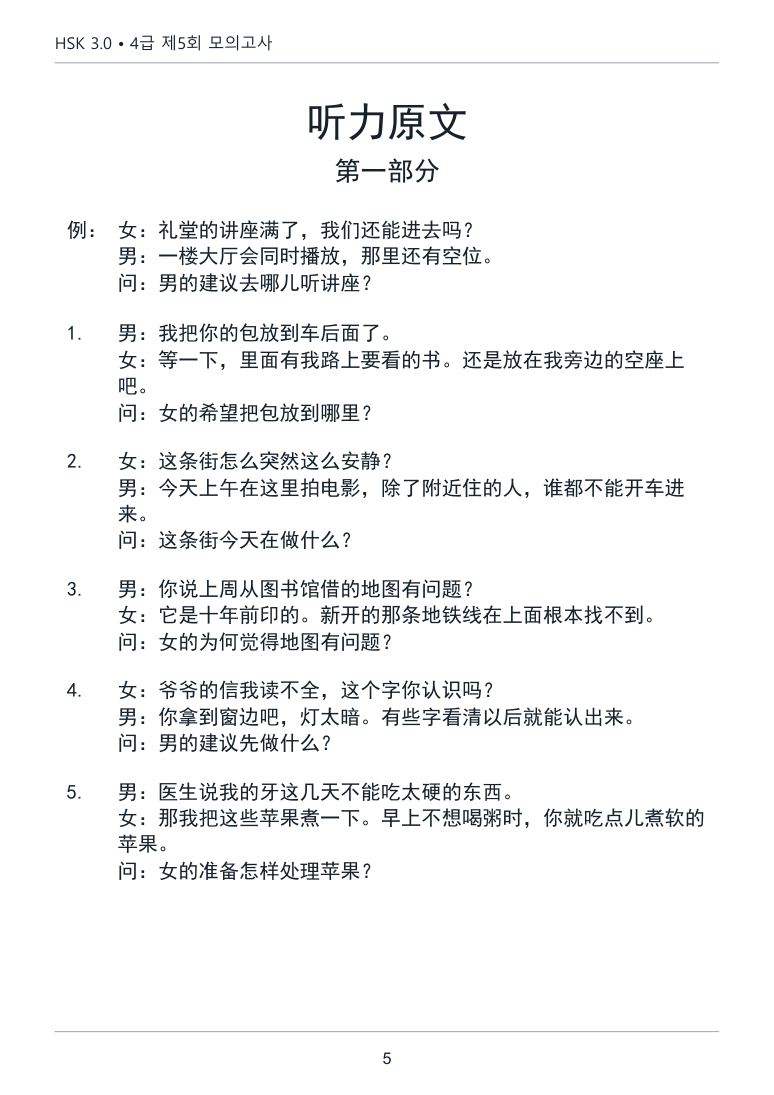 HSK 3.0 • 4급 제5회 모의고사
听力原文
第一部分
例： 女：礼堂的讲座满了，我们还能进去吗？
男：一楼大厅会同时播放，那里还有空位。
问：男的建议去哪儿听讲座？
1. 男：我把你的包放到车后面了。
女：等一下，里面有我路上要看的书。还是放在我旁边的空座上
吧。
问：女的希望把包放到哪里？
2. 女：这条街怎么突然这么安静？
男：今天上午在这里拍电影，除了附近住的人，谁都不能开车进
来。
问：这条街今天在做什么？
3. 男：你说上周从图书馆借的地图有问题？
女：它是十年前印的。新开的那条地铁线在上面根本找不到。
问：女的为何觉得地图有问题？
4. 女：爷爷的信我读不全，这个字你认识吗？
男：你拿到窗边吧，灯太暗。有些字看清以后就能认出来。
问：男的建议先做什么？
5. 男：医生说我的牙这几天不能吃太硬的东西。
女：那我把这些苹果煮一下。早上不想喝粥时，你就吃点儿煮软的
苹果。
问：女的准备怎样处理苹果？
5